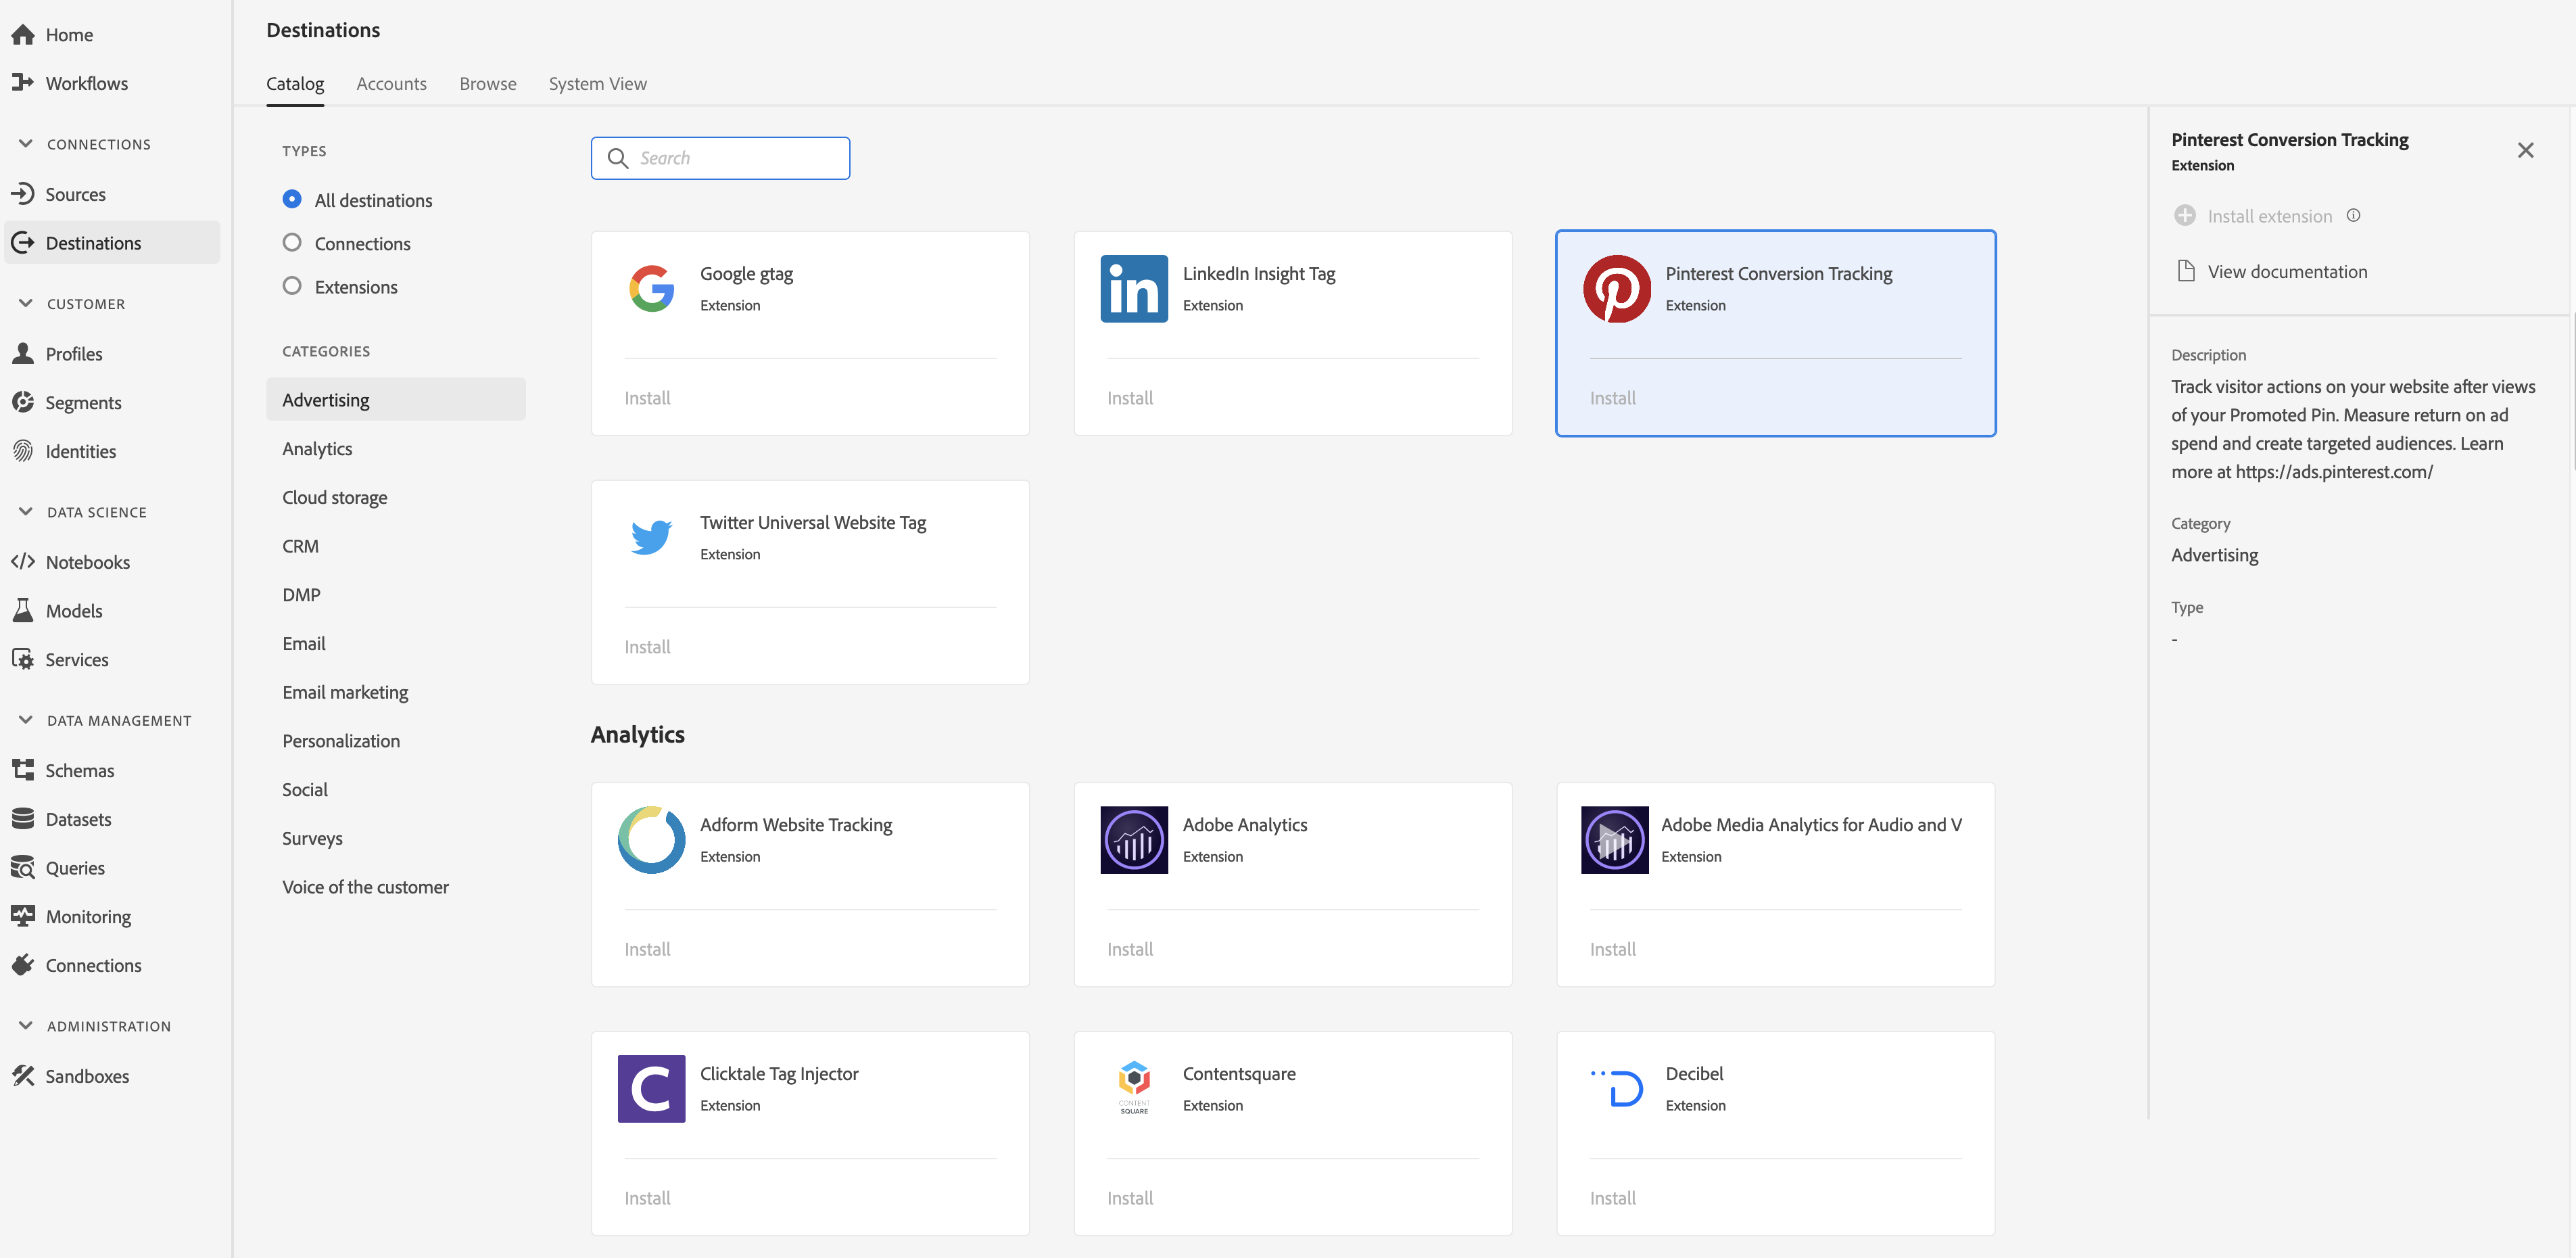 Home
Workflows
CONNECTIONS
Sources
Destinations
CUSTOMER
Profiles
Segments
Identities
DATA SCIENCE
Notebooks
Models
Services
DATA MANAGEMENT
Schemas
Datasets
Queries
Monitoring
Connections
ADMINISTRATION
Sandboxes
Destinations
Catalog Accounts Browse System View
TYPES
All destinations
Connections
Extensions
CATEGORIES
Advertising
Analytics
Cloud storage
CRM
DMP
Email
Email marketing
Personalization
Social
Surveys
Voice of the customer
Search
Google gtag
Extension
Install
LinkedIn Insight Tag
Extension
Install
Pinterest Conversion Tracking
Extension
Install
Twitter Universal Website Tag
Extension
Install
Analytics
Adform Website Tracking
Extension
Install
Adobe Analytics
Extension
Install
Adobe Media Analytics for Audio and V
Extension
Install
Clicktale Tag Injector
Extension
Install
CONTENT
SQUARE
Contentsquare
Extension
Install
Decibel
Extension
Install
Pinterest Conversion Tracking
Extension
Install extension
View documentation
Description
Track visitor actions on your website after views
of your Promoted Pin. Measure return on ad
spend and create targeted audiences. Learn
more at https://ads.pinterest.com/
Category
Advertising
Type
-